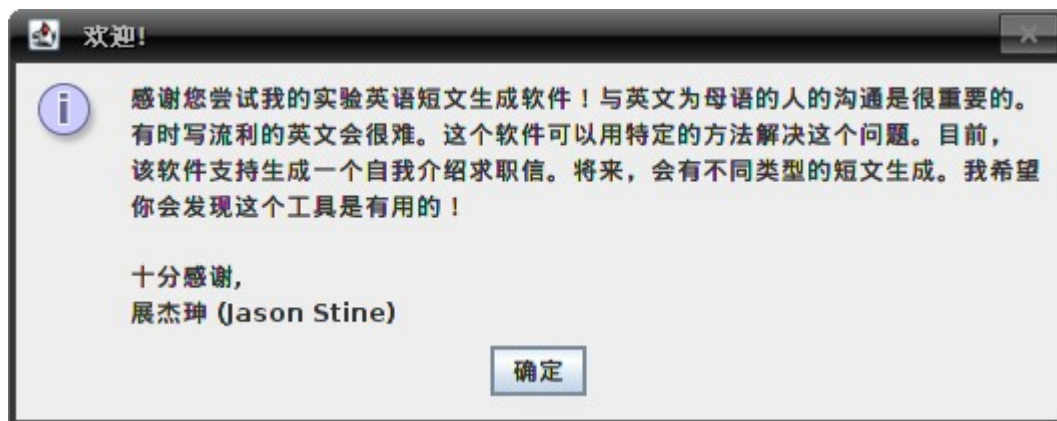 欢迎!
感谢您尝试我的实验英语短文生成软件！与英文为母语的人的沟通是很重要的。
有时写流利的英文会很难。这个软件可以用特定的方法解决这个问题。目前，
该软件支持生成一个自我介绍求职信。将来，会有不同类型的短文生成。我希望
你会发现这个工具是有用的！
十分感谢,
展杰珅 (Jason Stine)
确定